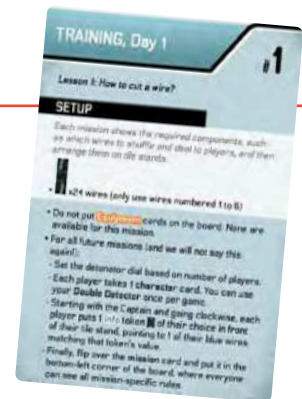 TRAINING, Day 1
#1
Lesson 1: How to cut a wire?
SETUP
Each mission shows the required components, such
as which wires to shuffle and deal to players, and then
arrange them on tile stands.
• x24 wires (only use wires numbered 1 to 6)
• Do not put Equipment cards on the board. None are
available for this mission.
• For all future missions (and we will not say this
again!):
- Set the detonator dial based on number of players.
- Each player takes 1 character card. You can use
your Double Detector once per game.
- Starting with the Captain and going clockwise, each
player puts 1 info token of their choice in front
of their tile stand, pointing to 1 of their blue wires
matching that token's value.
- Finally, flip over the mission card and put it in the
bottom-left corner of the board, where everyone
can see all mission-specific rules.